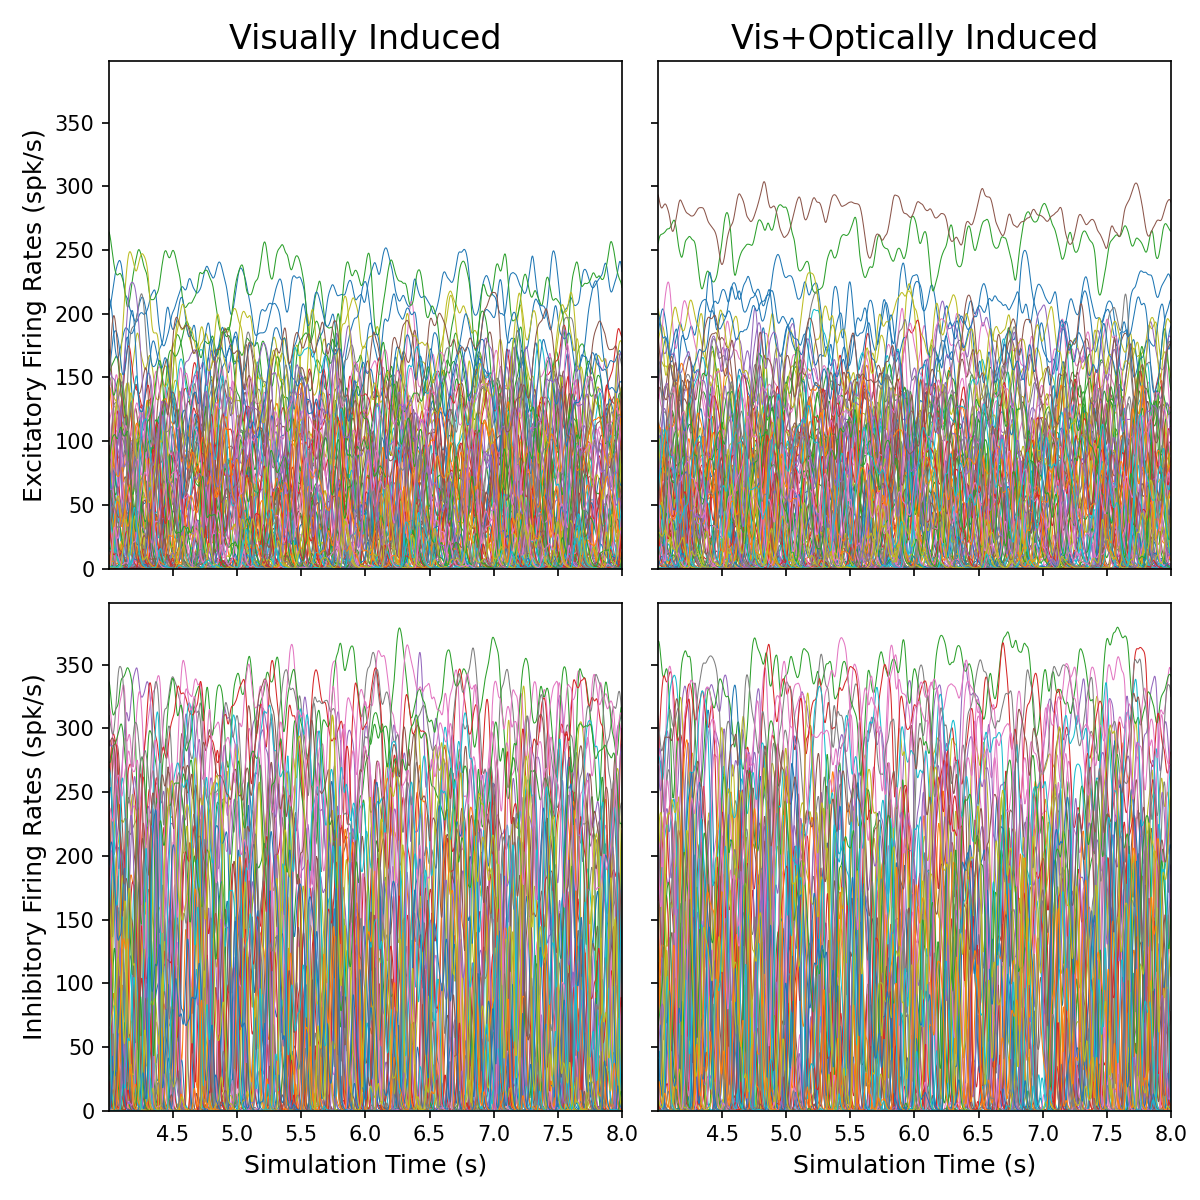 Visually Induced
Vis+Optically Induced
Excitatory Firing Rates (spk/s)
350
300
250
200
150
100
50
0
Inhibitory Firing Rates (spk/s)
350
300
250
200
150
100
50
0
4.5 5.0 5.5 6.0 6.5 7.0 7.5 8.0
4.5 5.0 5.5 6.0 6.5 7.0 7.5 8.0
Simulation Time (s)
Simulation Time (s)